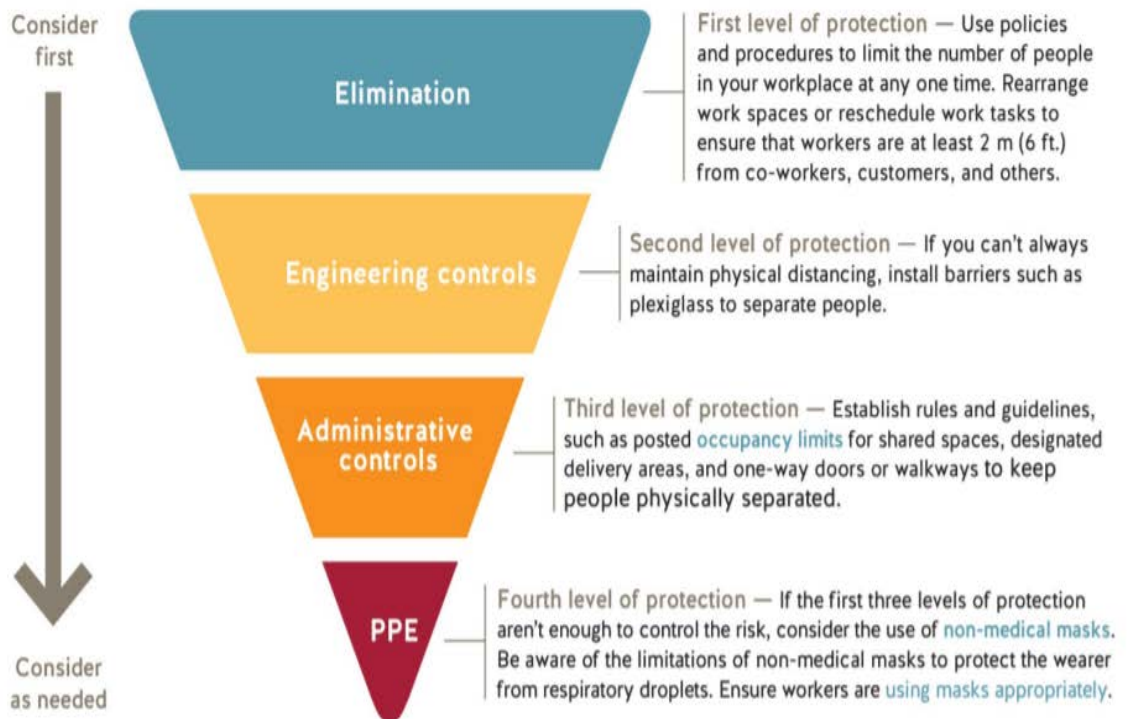 Consider
first
Elimination
First level of protection — Use policies
and procedures to limit the number of people
in your workplace at any one time. Rearrange
work spaces or reschedule work tasks to
ensure that workers are at least 2 m (6 ft.)
from co-workers, customers, and others.
Engineering controls
Second level of protection — If you can't always
maintain physical distancing, install barriers such as
plexiglass to separate people.
Administrative
controls
Third level of protection — Establish rules and guidelines,
such as posted occupancy limits for shared spaces, designated
delivery areas, and one-way doors or walkways to keep
people physically separated.
PPE
Fourth level of protection — If the first three levels of protection
aren't enough to control the risk, consider the use of non-medical masks.
Be aware of the limitations of non-medical masks to protect the wearer
from respiratory droplets. Ensure workers are using masks appropriately.
Consider
as needed